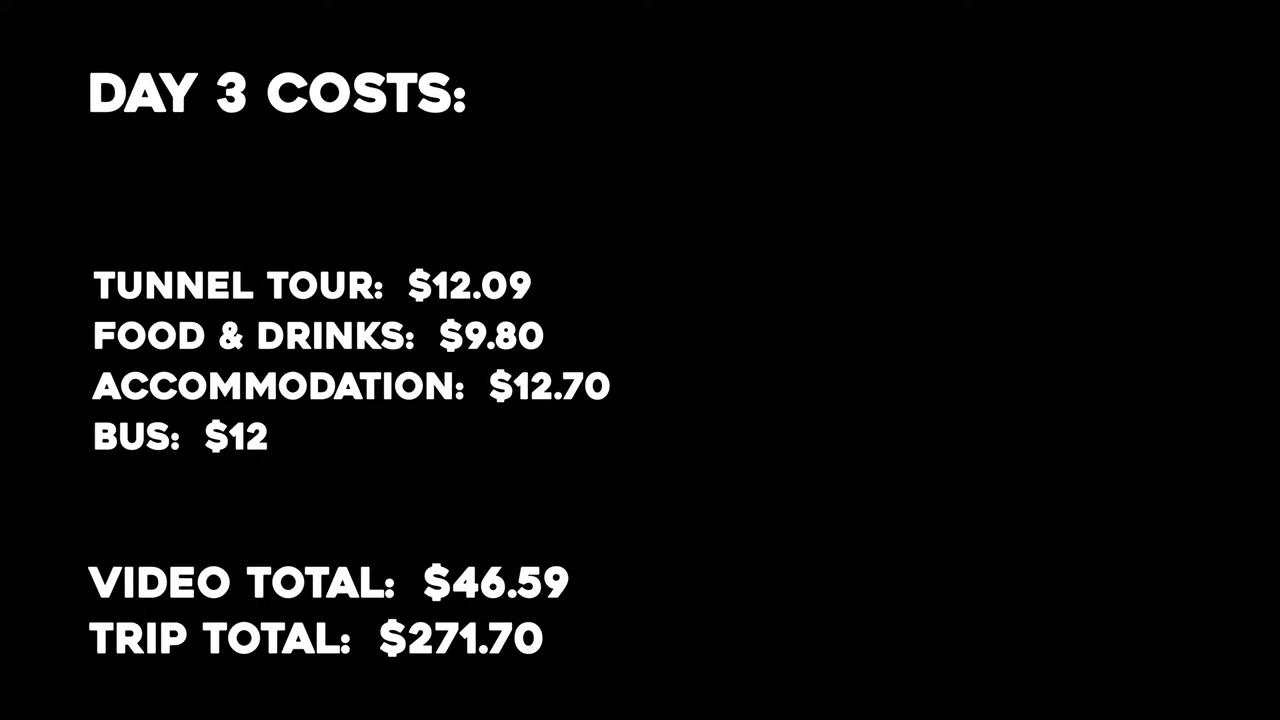 DAY 3 COSTS:
TUNNEL TOUR: $12.09
FOOD & DRINKS: $9.80
ACCOMMODATION: $12.70
BUS: $12
VIDEO TOTAL: $46.59
TRIP TOTAL: $271.70